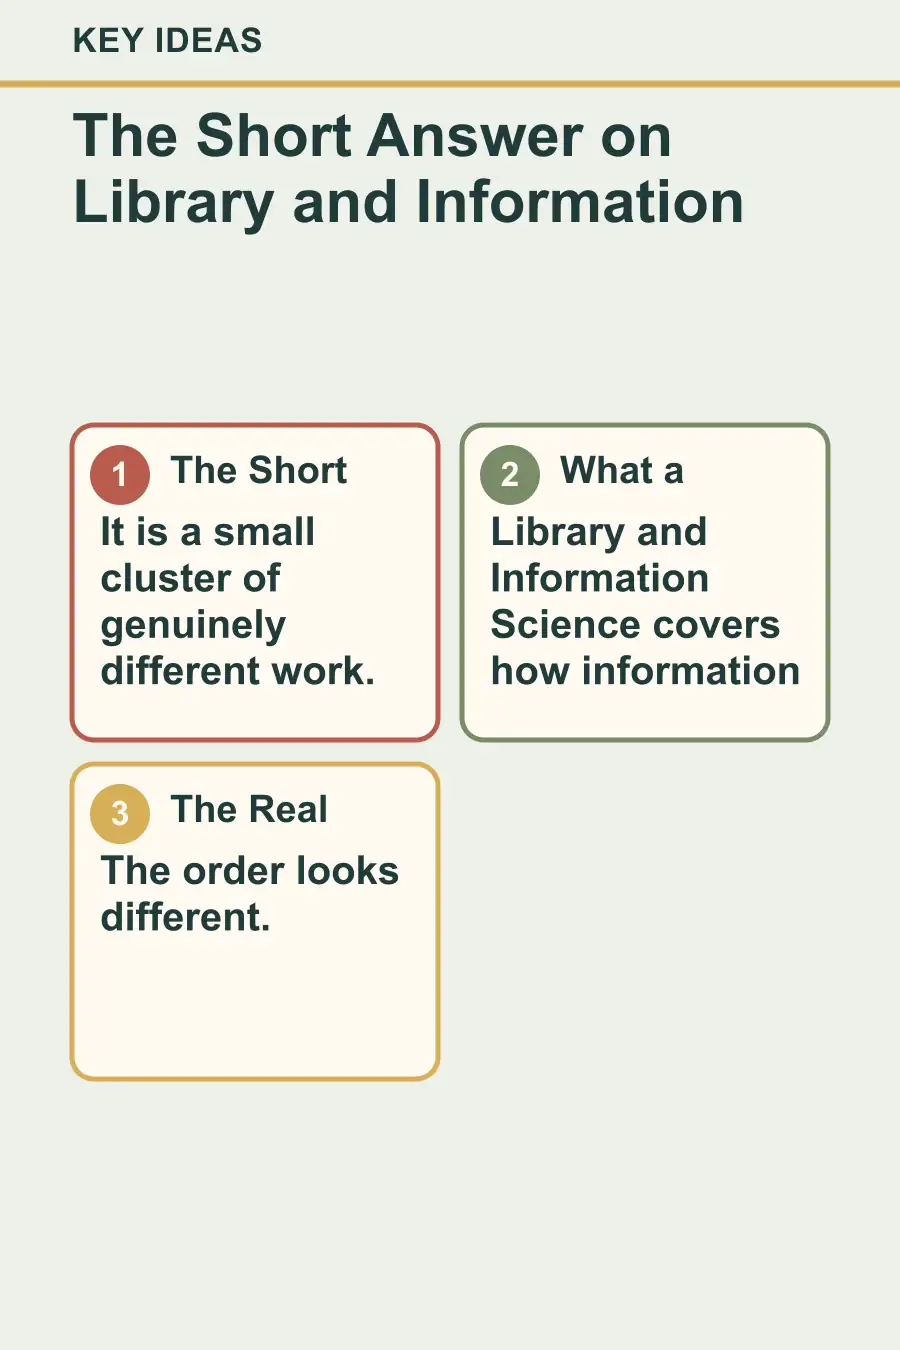 KEY IDEAS
The Short Answer on
Library and Information
1 The Short
It is a small
cluster of
genuinely
different work.
2 What a
Library and
Information
Science covers
how information
3 The Real
The order looks
different.